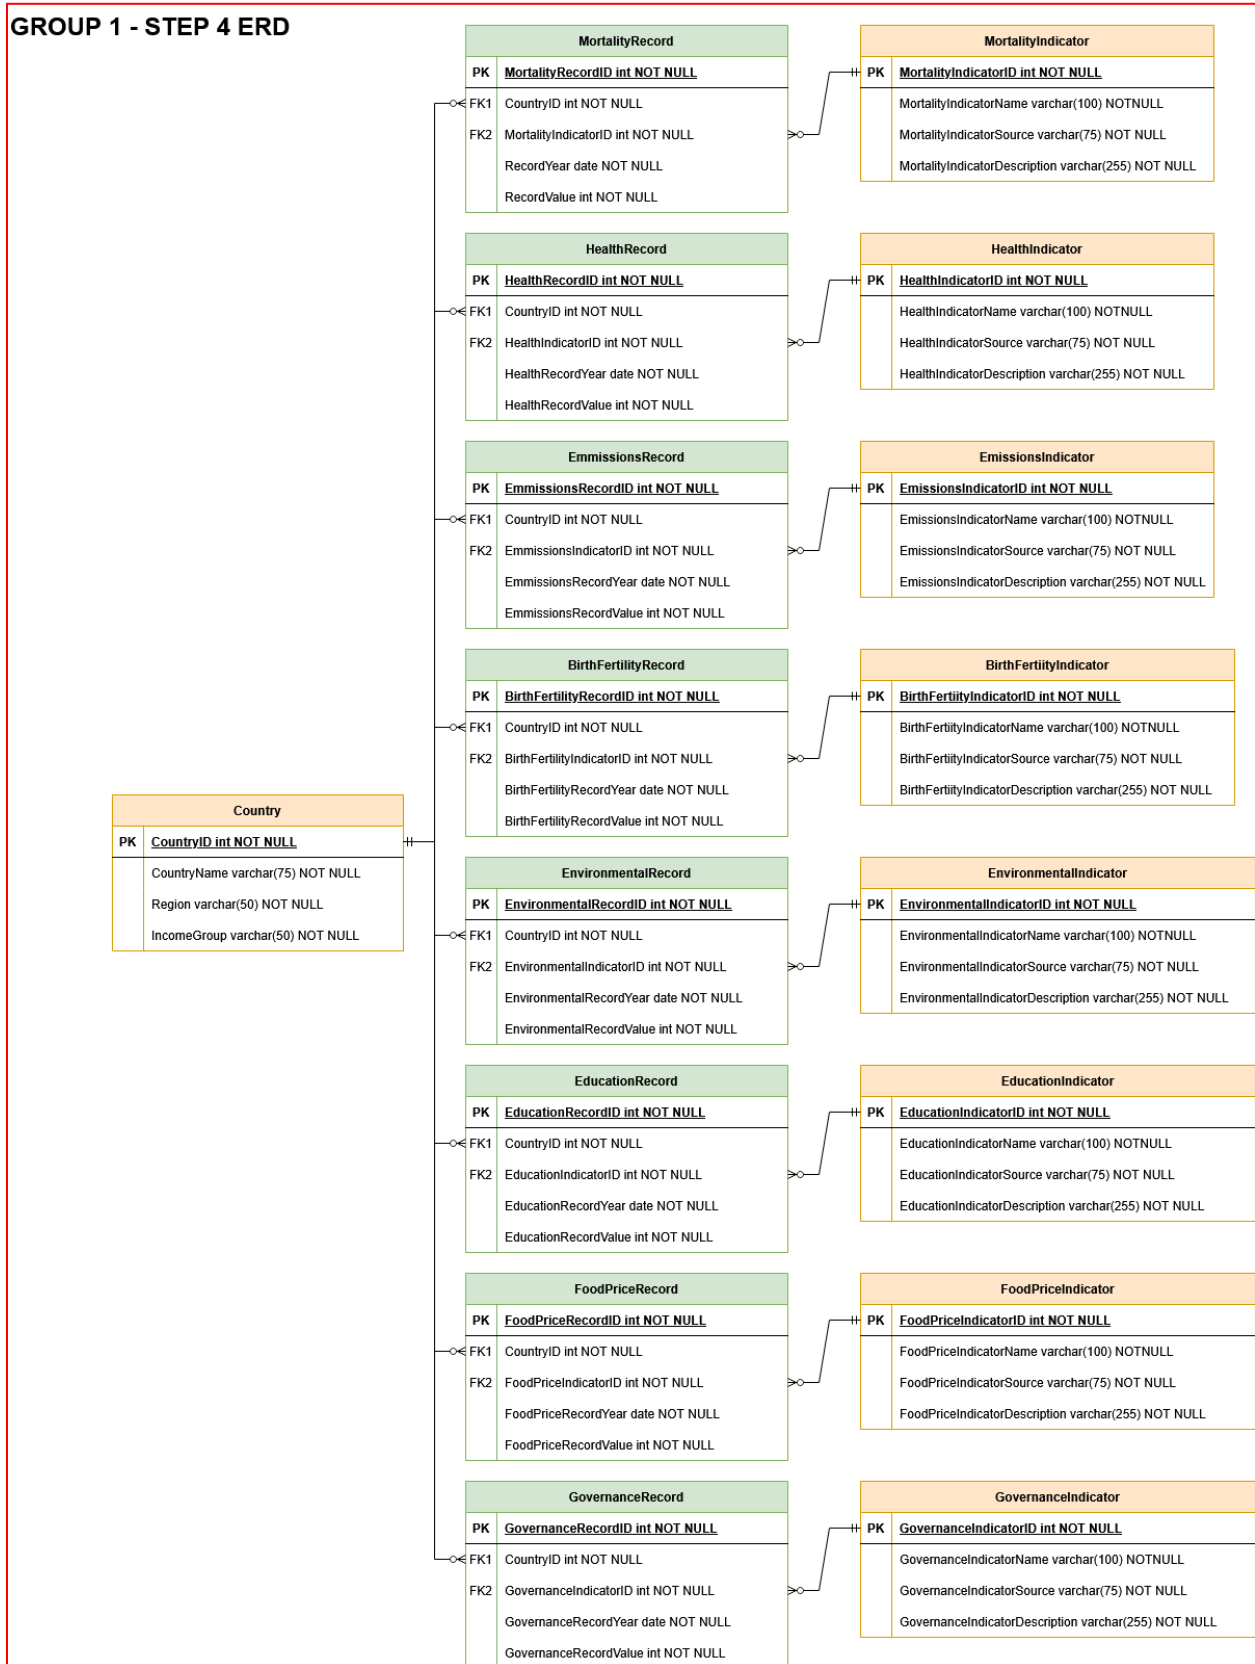 GROUP 1 - STEP 4 ERD
MortalityRecord
PK MortalityRecordID int NOT NULL
FK1 CountryID int NOT NULL
FK2 MortalityIndicatorID int NOT NULL
RecordYear date NOT NULL
RecordValue int NOT NULL
MortalityIndicator
PK MortalityIndicatorID int NOT NULL
MortalityIndicatorName varchar(100) NOTNULL
MortalityIndicatorSource varchar(75) NOT NULL
MortalityIndicatorDescription varchar(255) NOT NULL
HealthRecord
PK HealthRecordID int NOT NULL
FK1 CountryID int NOT NULL
FK2 HealthIndicatorID int NOT NULL
HealthRecordYear date NOT NULL
HealthRecordValue int NOT NULL
HealthIndicator
PK HealthIndicatorID int NOT NULL
HealthIndicatorName varchar(100) NOTNULL
HealthIndicatorSource varchar(75) NOT NULL
HealthIndicatorDescription varchar(255) NOT NULL
EmmissionsRecord
PK EmmissionsRecordID int NOT NULL
FK1 CountryID int NOT NULL
FK2 EmmissionsIndicatorID int NOT NULL
EmmissionsRecordYear date NOT NULL
EmmissionsRecordValue int NOT NULL
EmissionsIndicator
PK EmissionsIndicatorID int NOT NULL
EmissionsIndicatorName varchar(100) NOTNULL
EmissionsIndicatorSource varchar(75) NOT NULL
EmissionsIndicatorDescription varchar(255) NOT NULL
BirthFertilityRecord
PK BirthFertilityRecordID int NOT NULL
FK1 CountryID int NOT NULL
FK2 BirthFertilityIndicatorID int NOT NULL
BirthFertilityRecordYear date NOT NULL
BirthFertilityRecordValue int NOT NULL
BirthFertiityIndicator
PK BirthFertiityIndicatorID int NOT NULL
BirthFertiityIndicatorName varchar(100) NOTNULL
BirthFertiityIndicatorSource varchar(75) NOT NULL
BirthFertiityIndicatorDescription varchar(255) NOT NULL
Country
PK CountryID int NOT NULL
CountryName varchar(75) NOT NULL
Region varchar(50) NOT NULL
IncomeGroup varchar(50) NOT NULL
EnvironmentalRecord
PK EnvironmentalRecordID int NOT NULL
FK1 CountryID int NOT NULL
FK2 EnvironmentalIndicatorID int NOT NULL
EnvironmentalRecordYear date NOT NULL
EnvironmentalRecordValue int NOT NULL
EnvironmentalIndicator
PK EnvironmentalIndicatorID int NOT NULL
EnvironmentalIndicatorName varchar(100) NOTNULL
EnvironmentalIndicatorSource varchar(75) NOT NULL
EnvironmentalIndicatorDescription varchar(255) NOT NULL
EducationRecord
PK EducationRecordID int NOT NULL
FK1 CountryID int NOT NULL
FK2 EducationIndicatorID int NOT NULL
EducationRecordYear date NOT NULL
EducationRecordValue int NOT NULL
EducationIndicator
PK EducationIndicatorID int NOT NULL
EducationIndicatorName varchar(100) NOTNULL
EducationIndicatorSource varchar(75) NOT NULL
EducationIndicatorDescription varchar(255) NOT NULL
FoodPriceRecord
PK FoodPriceRecordID int NOT NULL
FK1 CountryID int NOT NULL
FK2 FoodPriceIndicatorID int NOT NULL
FoodPriceRecordYear date NOT NULL
FoodPriceRecordValue int NOT NULL
FoodPriceIndicator
PK FoodPriceIndicatorID int NOT NULL
FoodPriceIndicatorName varchar(100) NOTNULL
FoodPriceIndicatorSource varchar(75) NOT NULL
FoodPriceIndicatorDescription varchar(255) NOT NULL
GovernanceRecord
PK GovernanceRecordID int NOT NULL
FK1 CountryID int NOT NULL
FK2 GovernanceIndicatorID int NOT NULL
GovernanceRecordYear date NOT NULL
GovernanceRecordValue int NOT NULL
GovernanceIndicator
PK GovernanceIndicatorID int NOT NULL
GovernanceIndicatorName varchar(100) NOTNULL
GovernanceIndicatorSource varchar(75) NOT NULL
GovernanceIndicatorDescription varchar(255) NOT NULL